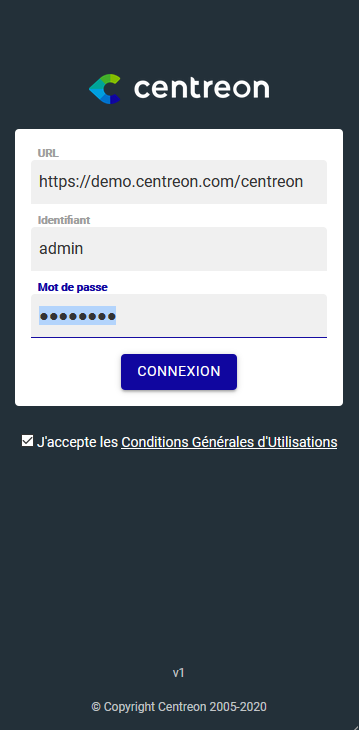 centreon
URL
https://demo.centreon.com/centreon
Identifiant
admin
Mot de passe
●●●●●●●●
CONNEXION
J'accepte les Conditions Générales d'Utilisations
v1
© Copyright Centreon 2005-2020